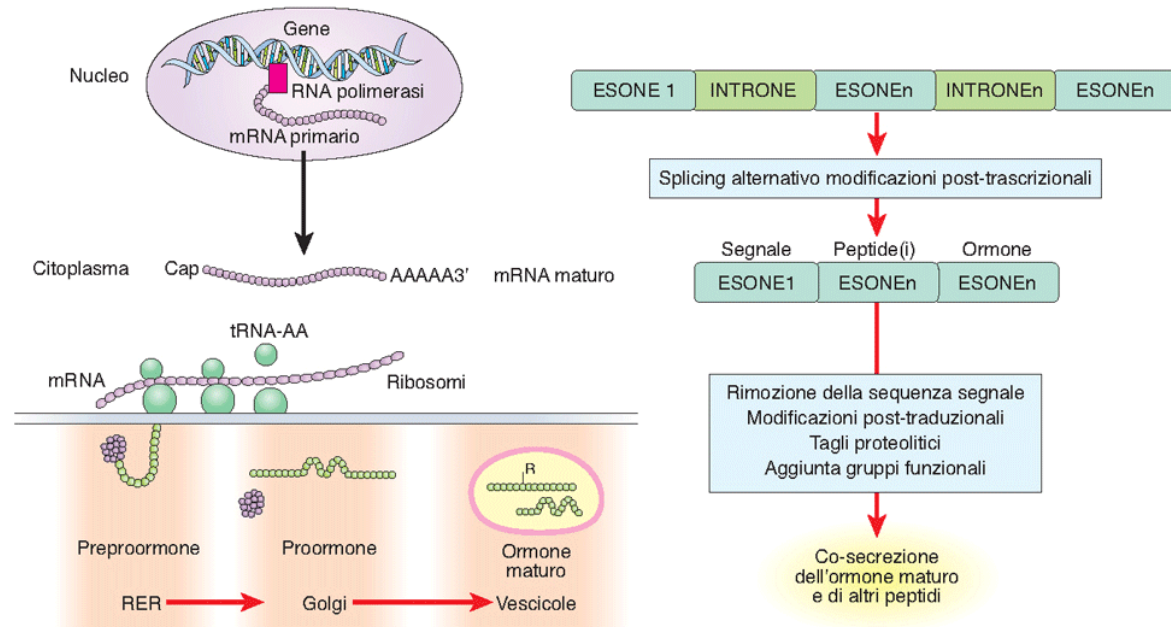 Gene
Nucleo
RNA polimerasi
mRNA primario
Citoplasma
Cap
AAAAA3'
mRNA maturo
tRNA-AA
mRNA
Ribosomi
R
Preproormone
Proormone
Ormone
maturo
RER
Golgi
Vescicole
ESONE 1
INTRONE
ESONEn
INTRONEn
ESONEn
Splicing alternativo modificazioni post-trascrizionali
Segnale
Peptide(i)
Ormone
ESONE1
ESONEn
ESONEn
Rimozione della sequenza segnale
Modificazioni post-traduzionali
Tagli proteolitici
Aggiunta gruppi funzionali
Co-secrezione
dell'ormone maturo
e di altri peptidi